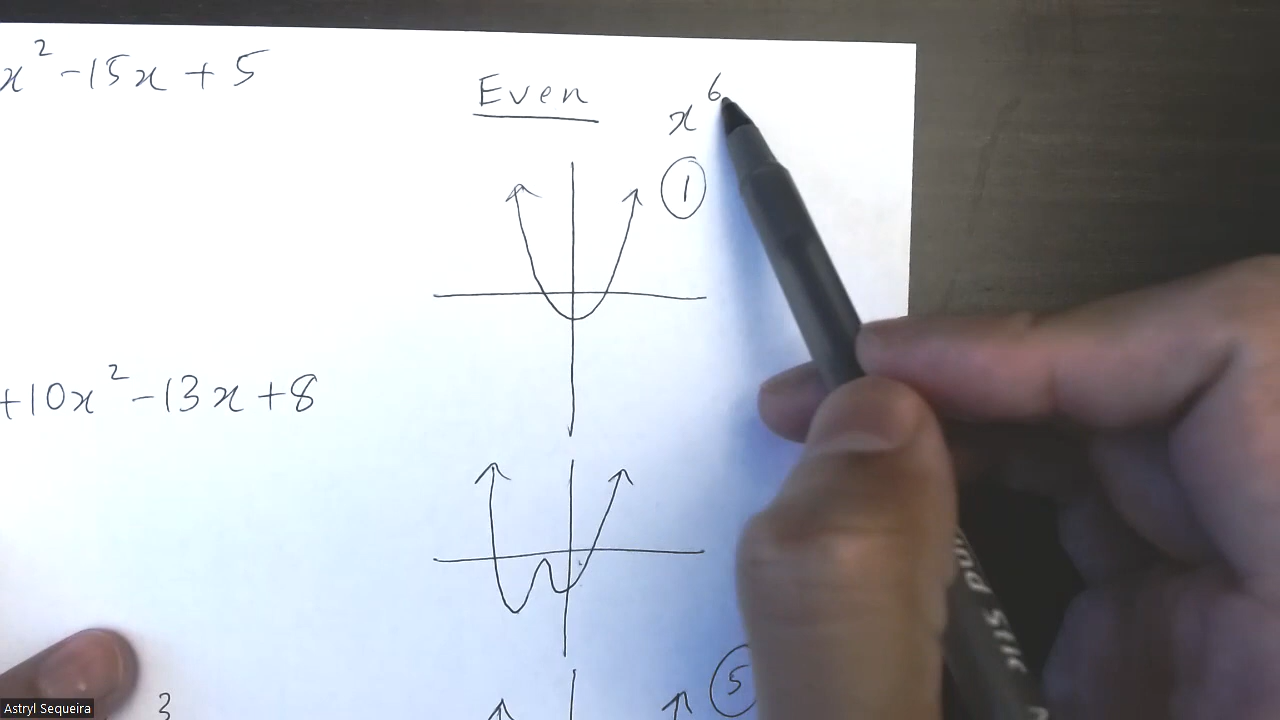 x² -15x + 5
Even
x⁶
1
+10x² -13x +8
5
3
Astryl Sequeira